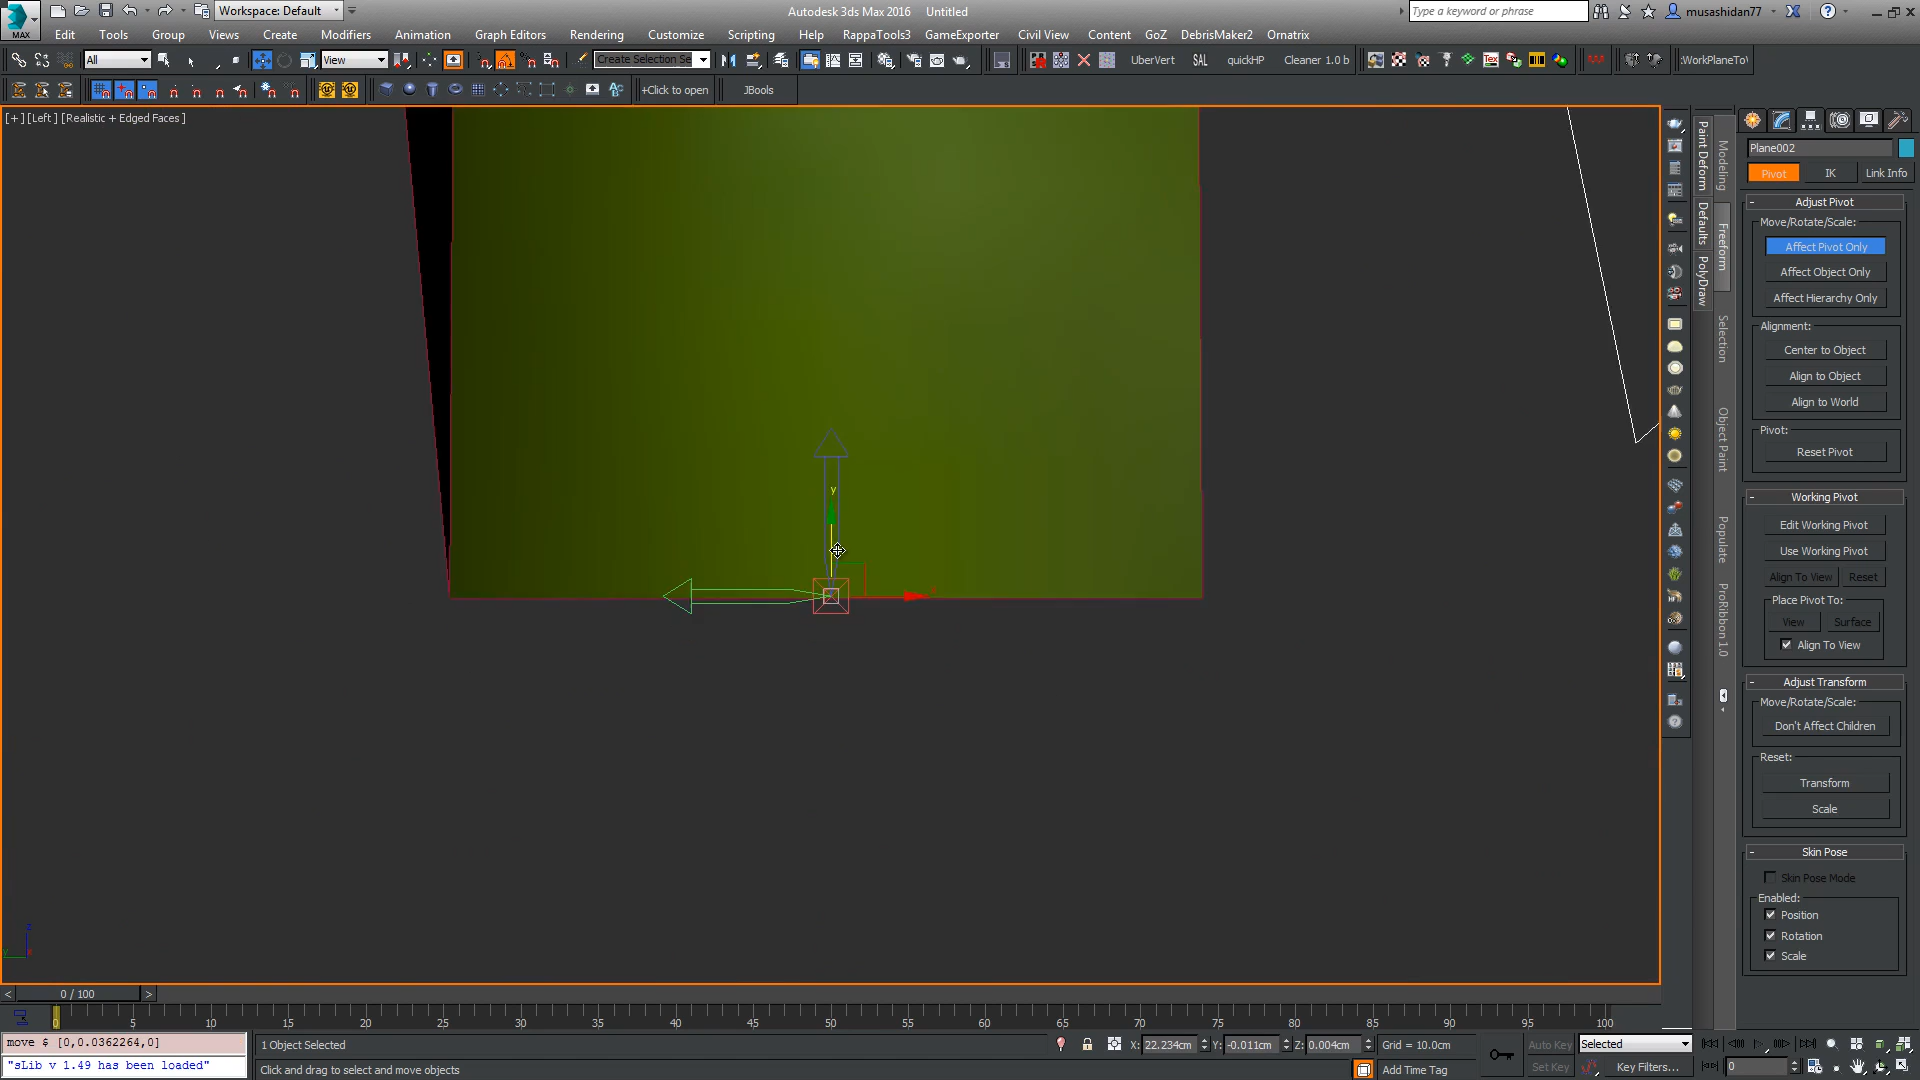 Workspace: Default
Autodesk 3ds Max 2016 Untitled
Type a keyword or phrase
musashidan77
MAX
Edit Tools Group Views Create Modifiers Animation Graph Editors Rendering Customize Scripting Help RappaTools3 GameExporter Civil View Content GoZ DebrisMaker2 Ornatrix
All
View
Create Selection Se
UberVert SAL quickHP Cleaner 1.0 b
:WorkPlaneTo\
+Click to open
JBools
[+] [Left] [Realistic + Edged Faces]
Plane002
Pivot IK Link Info
- Adjust Pivot
Move/Rotate/Scale:
Affect Pivot Only
Affect Object Only
Affect Hierarchy Only
Alignment:
Center to Object
Align to Object
Align to World
Pivot:
Reset Pivot
- Working Pivot
Edit Working Pivot
Use Working Pivot
Align To View Reset
Place Pivot To:
View Surface
Align To View
- Adjust Transform
Move/Rotate/Scale:
Don't Affect Children
Reset:
Transform
Scale
- Skin Pose
Skin Pose Mode
Enabled:
Position
Rotation
Scale
Paint Deform
Defaults
PolyDraw
Modeling
Freeform
Selection
Object Paint
Populate
ProRibbon 1.0
y
x
z
y
x
< 0 / 100 >
0 5 10 15 20 25 30 35 40 45 50 55 60 65 70 75 80 85 90 95 100
move $ [0,0.0362264,0]
"sLib v 1.49 has been loaded"
1 Object Selected
Click and drag to select and move objects
X: 22.234cm Y: -0.011cm Z: 0.004cm
Grid = 10.0cm
Add Time Tag
Auto Key
Set Key
Selected
Key Filters...
0